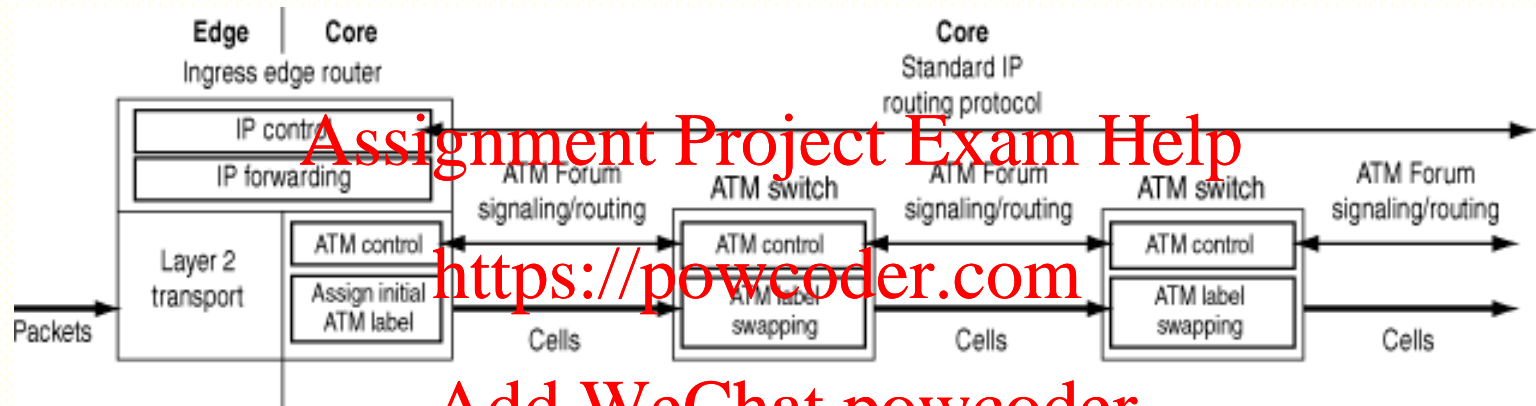 Edge
Core
Core
Ingress edge router
Standard IP
routing protocol
IP control
Assignment Project Exam Help
IP forwarding
ATM Forum
signaling/routing
ATM switch
ATM Forum
signaling/routing
ATM switch
ATM Forum
signaling/routing
Layer 2
transport
ATM control
ATM control
ATM control
https://powcoder.com
Assign initial
ATM label
ATM label
swapping
ATM label
swapping
Packets
Cells
Cells
Cells
Add WeChat powcoder